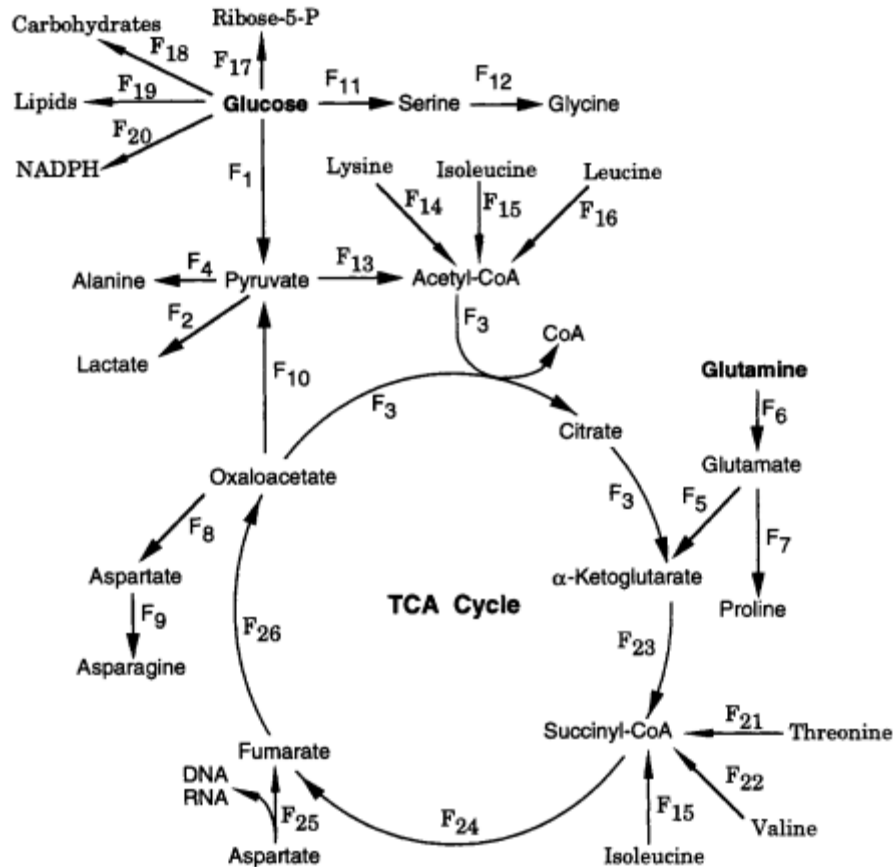 Ribose-5-P
Carbohydrates
F18
F17
F11
F12
F19
Lipids
Glucose
Serine
Glycine
F20
NADPH
F1
Lysine
Isoleucine
Leucine
F14
F15
F16
F4
F13
Alanine
Pyruvate
Acetyl-CoA
F2
F3
CoA
Lactate
F10
Glutamine
F3
F6
Citrate
Oxaloacetate
Glutamate
F3
F5
F8
F7
Aspartate
α-Ketoglutarate
TCA Cycle
Proline
F9
F26
F23
Asparagine
F21
Succinyl-CoA
Threonine
Fumarate
DNA
RNA
F22
F25
F24
F15
Valine
Aspartate
Isoleucine